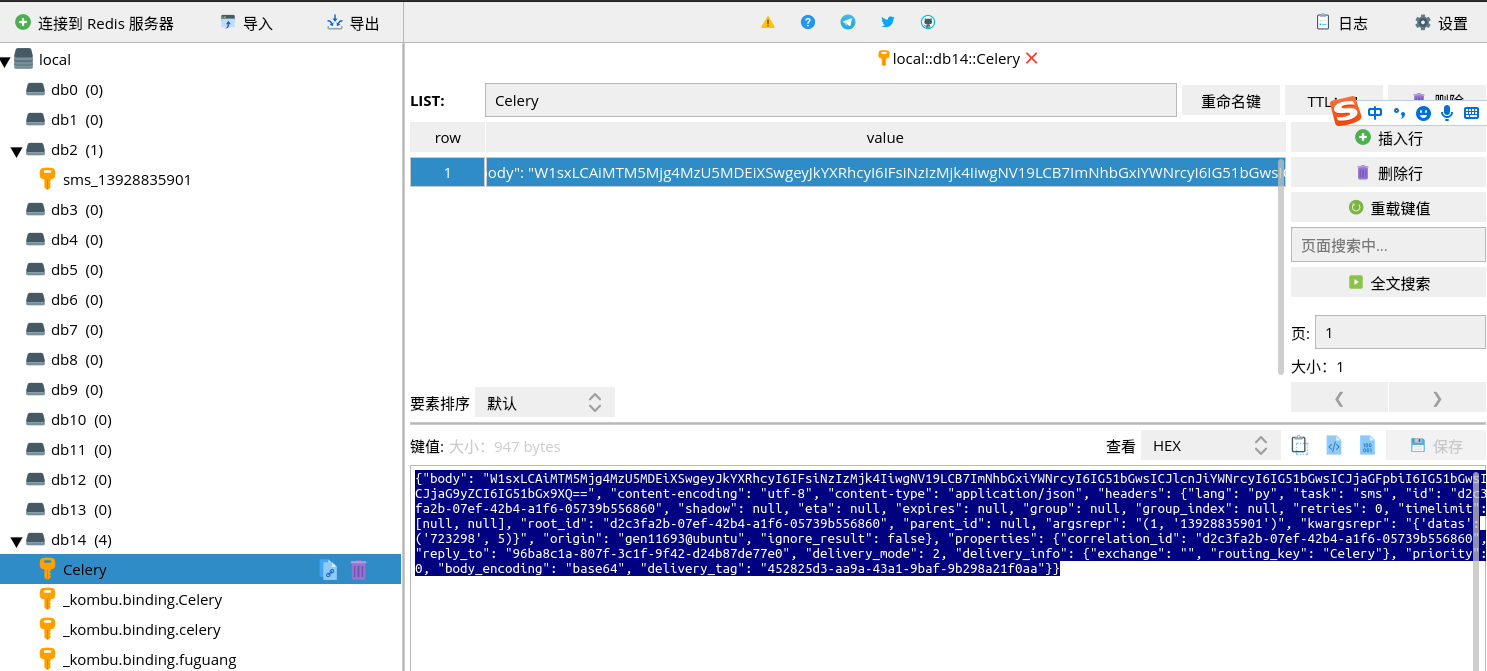 连接到 Redis 服务器 导入 导出 日志 设置
local
db0 (0)
db1 (0)
db2 (1)
sms_13928835901
db3 (0)
db4 (0)
db5 (0)
db6 (0)
db7 (0)
db8 (0)
db9 (0)
db10 (0)
db11 (0)
db12 (0)
db13 (0)
db14 (4)
Celery
_kombu.binding.Celery
_kombu.binding.celery
_kombu.binding.fuguang
local::db14::Celery
LIST: Celery 重命名键 TTL 删除
中
row value
1 ody": "W1sxLCAiMTM5Mjg4MzU5MDEiXSwgeyJkYXRhcyI6IFsiNzIzMjk4IiwgNV19LCB7ImNhbGxiYWNrcyI6IG51bGws
插入行
删除行
重载键值
页面搜索中...
全文搜索
页: 1
大小: 1
要素排序 默认
键值: 大小: 947 bytes 查看 HEX 保存
{"body": "W1sxLCAiMTM5Mjg4MzU5MDEiXSwgeyJkYXRhcyI6IFsiNzIzMjk4IiwgNV19LCB7ImNhbGxiYWNrcyI6IG51bGwsICJlcnJiYWNrcyI6IG51bGwsICJjaGFpbiI6IG51bGwsI
CJjaG9yZCI6IG51bGx9XQ==", "content-encoding": "utf-8", "content-type": "application/json", "headers": {"lang": "py", "task": "sms", "id": "d2c3
fa2b-07ef-42b4-a1f6-05739b556860", "shadow": null, "eta": null, "expires": null, "group": null, "group_index": null, "retries": 0, "timelimit":
[null, null], "root_id": "d2c3fa2b-07ef-42b4-a1f6-05739b556860", "parent_id": null, "argsrepr": "(1, '13928835901')", "kwargsrepr": "{'datas':
('723298', 5)}", "origin": "gen11693@ubuntu", "ignore_result": false}, "properties": {"correlation_id": "d2c3fa2b-07ef-42b4-a1f6-05739b556860",
"reply_to": "96ba8c1a-807f-3c1f-9f42-d24b87de77e0", "delivery_mode": 2, "delivery_info": {"exchange": "", "routing_key": "Celery"}, "priority":
0, "body_encoding": "base64", "delivery_tag": "452825d3-aa9a-43a1-9baf-9b298a21f0aa"}}